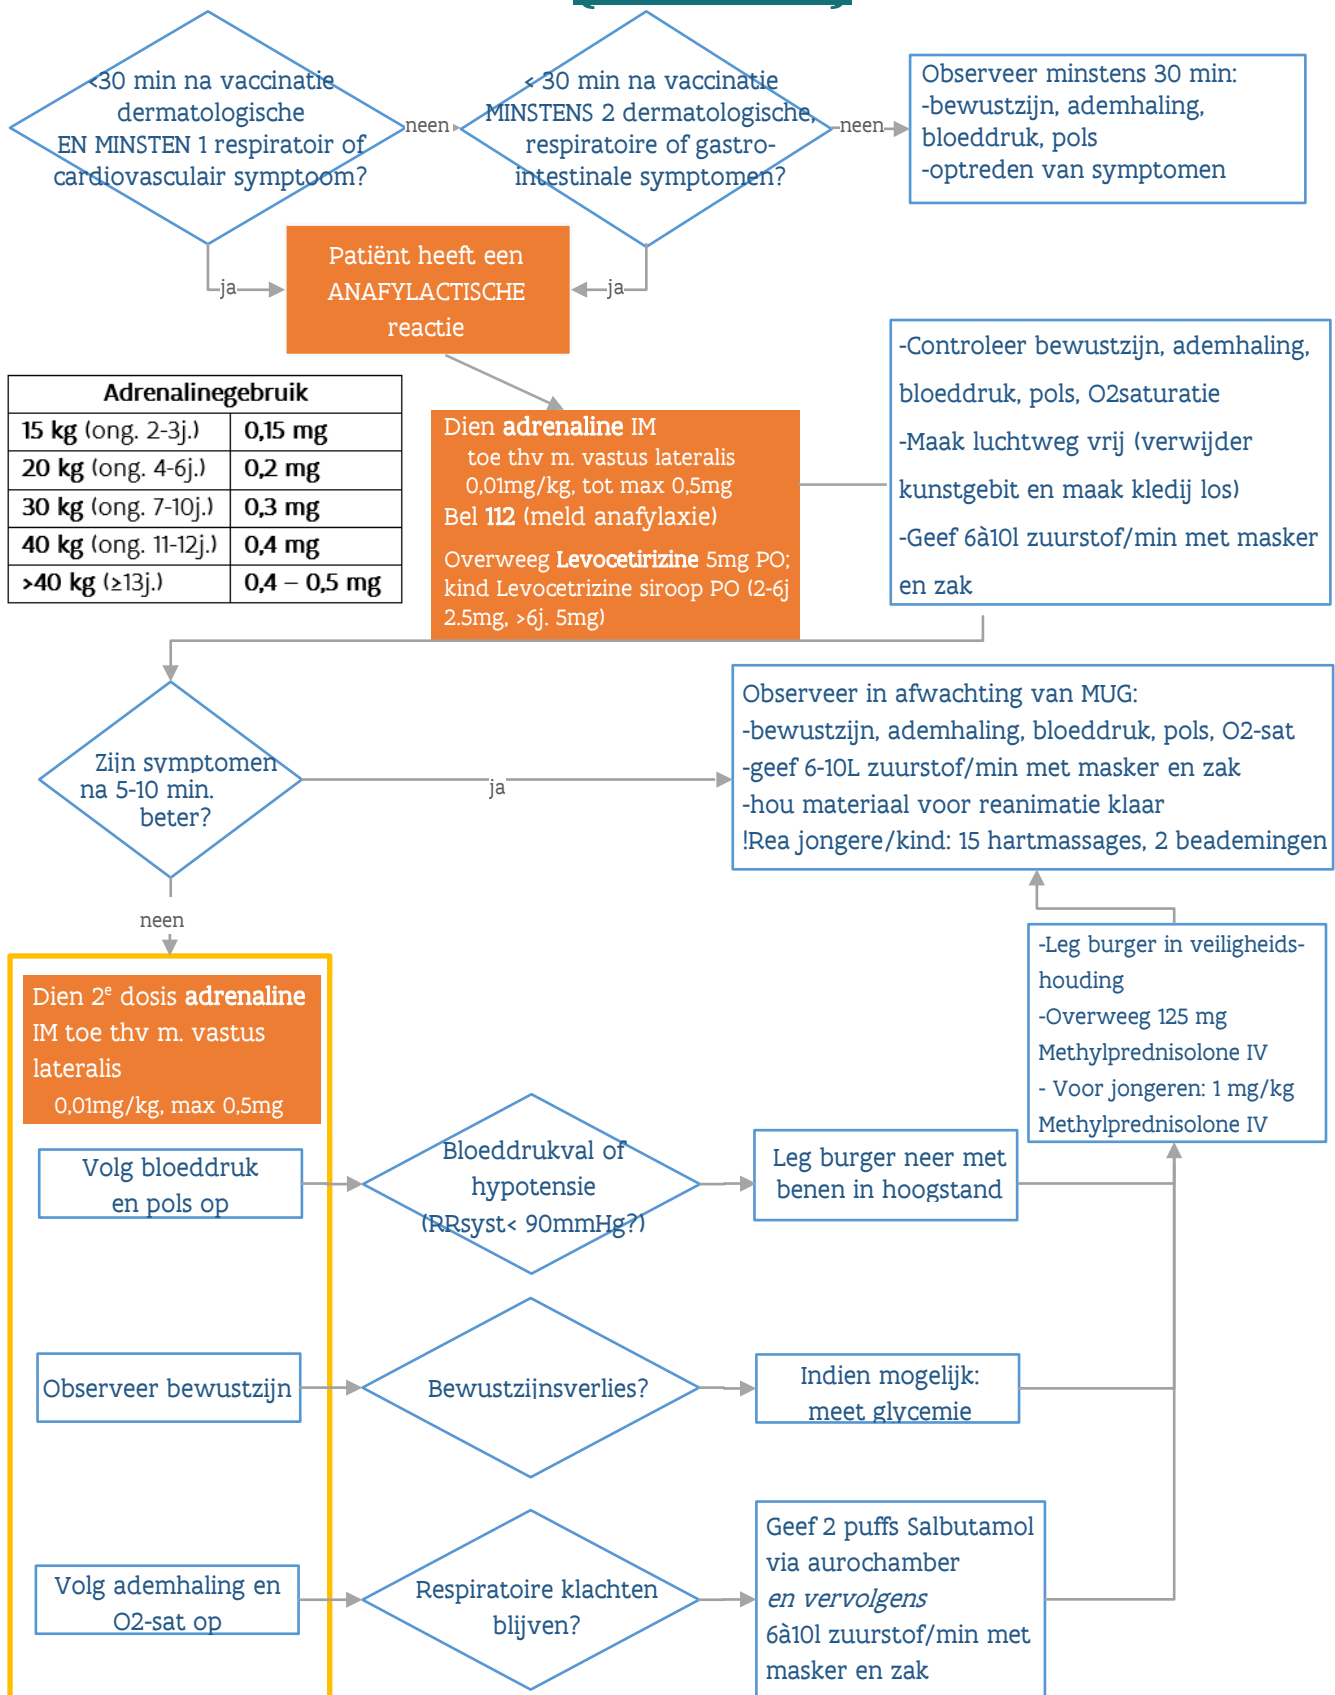 <30 min na vaccinatie
dermatologische
EN MINSTEN 1 respiratoir of
cardiovasculair symptoom?
neen
< 30 min na vaccinatie
MINSTENS 2 dermatologische,
respiratoire of gastro-
intestinale symptomen?
neen
Observeer minstens 30 min:
-bewustzijn, ademhaling,
bloeddruk, pols
-optreden van symptomen
ja
Patiënt heeft een
ANAFYLACTISCHE
reactie
ja
Adrenalinegebruik
15 kg (ong. 2-3j.) 0,15 mg
20 kg (ong. 4-6j.) 0,2 mg
30 kg (ong. 7-10j.) 0,3 mg
40 kg (ong. 11-12j.) 0,4 mg
>40 kg (≥13j.) 0,4 – 0,5 mg
Dien adrenaline IM
toe thv m. vastus lateralis
0,01mg/kg, tot max 0,5mg
Bel 112 (meld anafylaxie)
Overweeg Levocetirizine 5mg PO;
kind Levocetrizine siroop PO (2-6j
2.5mg, >6j. 5mg)
-Controleer bewustzijn, ademhaling,
bloeddruk, pols, O2saturatie
-Maak luchtweg vrij (verwijder
kunstgebit en maak kledij los)
-Geef 6à10l zuurstof/min met masker
en zak
Zijn symptomen
na 5-10 min.
beter?
ja
Observeer in afwachting van MUG:
-bewustzijn, ademhaling, bloeddruk, pols, O2-sat
-geef 6-10L zuurstof/min met masker en zak
-hou materiaal voor reanimatie klaar
!Rea jongere/kind: 15 hartmassages, 2 beademingen
neen
Dien 2e dosis adrenaline
IM toe thv m. vastus
lateralis
0,01mg/kg, max 0,5mg
-Leg burger in veiligheids-
houding
-Overweeg 125 mg
Methylprednisolone IV
- Voor jongeren: 1 mg/kg
Methylprednisolone IV
Volg bloeddruk
en pols op
Bloeddrukval of
hypotensie
(RRsyst< 90mmHg?)
Leg burger neer met
benen in hoogstand
Observeer bewustzijn
Bewustzijnsverlies?
Indien mogelijk:
meet glycemie
Volg ademhaling en
O2-sat op
Respiratoire klachten
blijven?
Geef 2 puffs Salbutamol
via aurochamber
en vervolgens
6à10l zuurstof/min met
masker en zak